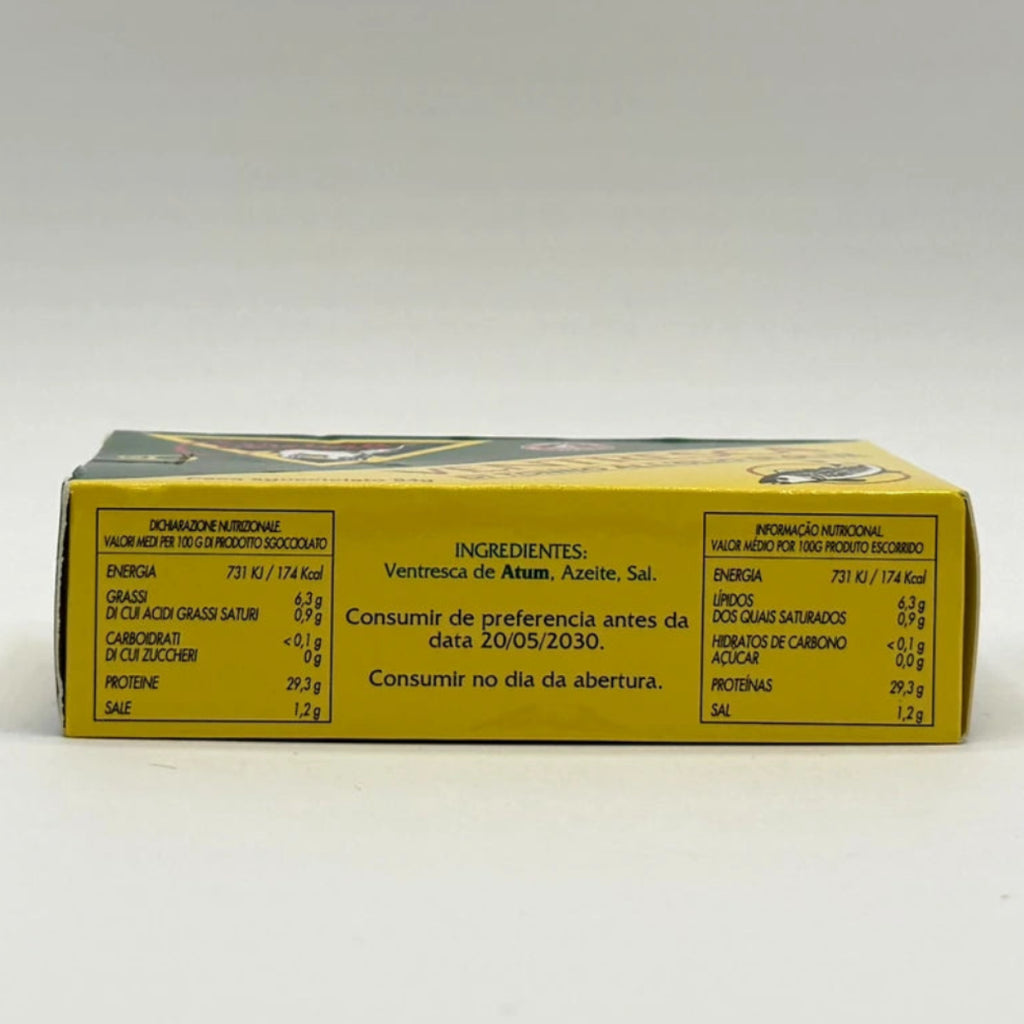 DICHIARAZIONE NUTRIZIONALE.
VALORI MEDI PER 100 G DI PRODOTTO SGOCCIOLATO
ENERGIA 731 KJ / 174 Kcal
GRASSI 6,3 g
DI CUI ACIDI GRASSI SATURI 0,9 g
CARBOIDRATI <0,1 g
DI CUI ZUCCHERI 0 g
PROTEINE 29,3 g
SALE 1,2 g
INGREDIENTES:
Ventresca de Atum, Azeite, Sal.
Consumir de preferencia antes da
data 20/05/2030.
Consumir no dia da abertura.
INFORMAÇÃO NUTRICIONAL
VALOR MÉDIO POR 100G PRODUTO ESCORRIDO
ENERGIA 731 KJ / 174 Kcal
LÍPIDOS 6,3 g
DOS QUAIS SATURADOS 0,9 g
HIDRATOS DE CARBONO <0,1 g
AÇÚCAR 0,0 g
PROTEÍNAS 29,3 g
SAL 1,2 g